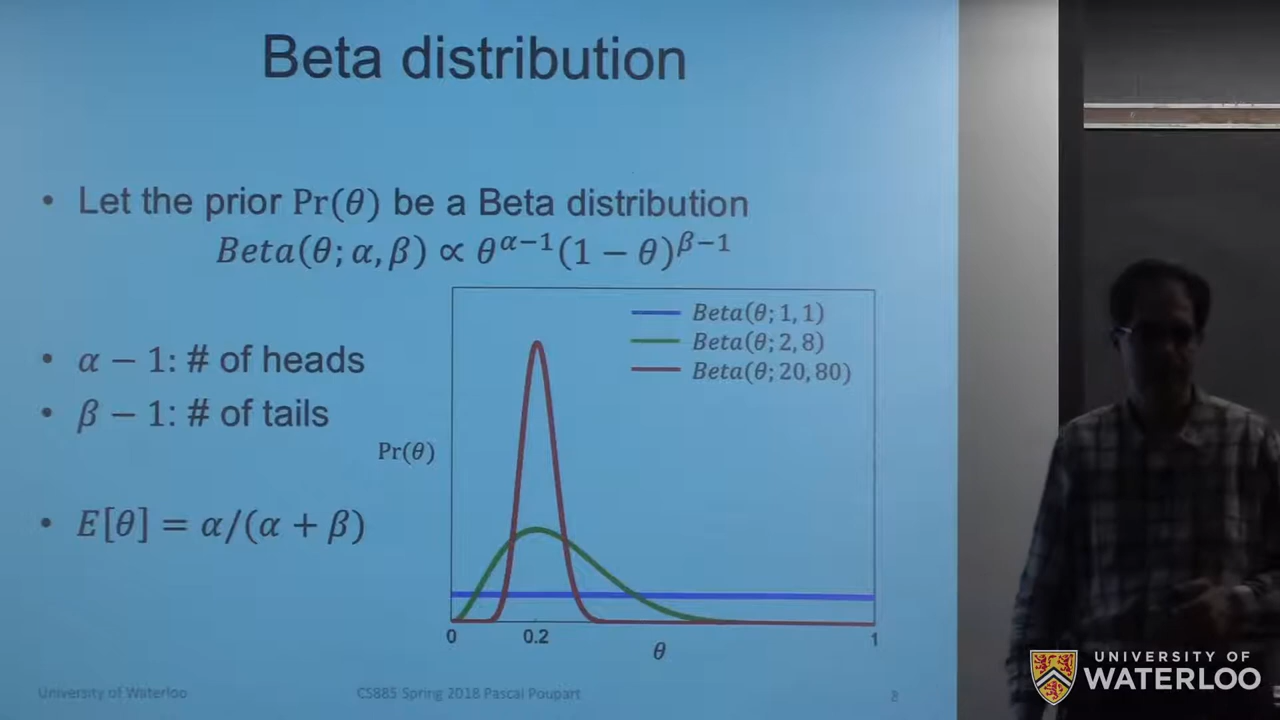 Beta distribution
• Let the prior Pr(θ) be a Beta distribution
Beta(θ; α, β) ∝ θ^{α−1}(1 − θ)^{β−1}
• α − 1: # of heads
• β − 1: # of tails
• E[θ] = α/(α + β)
Beta(θ; 1, 1)
Beta(θ; 2, 8)
Beta(θ; 20, 80)
Pr(θ)
0 0.2 1
θ
University of Waterloo CS885 Spring 2018 Pascal Poupart 8
UNIVERSITY OF
WATERLOO